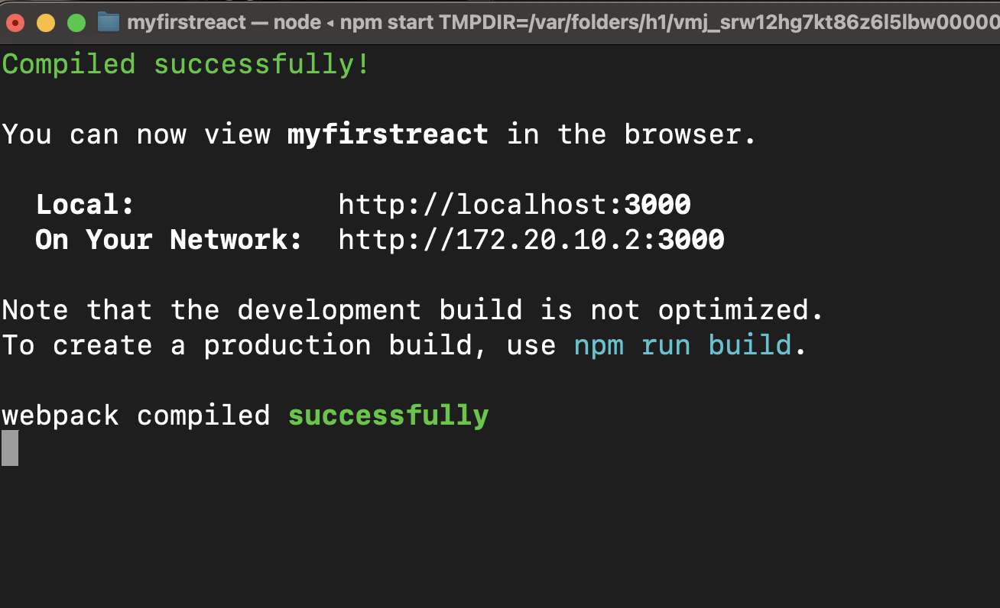 myfirstreact — node ◂ npm start TMPDIR=/var/folders/h1/vmj_srw12hg7kt86z6l5lbw00000
Compiled successfully!
You can now view myfirstreact in the browser.
Local: http://localhost:3000
On Your Network: http://172.20.10.2:3000
Note that the development build is not optimized.
To create a production build, use npm run build.
webpack compiled successfully